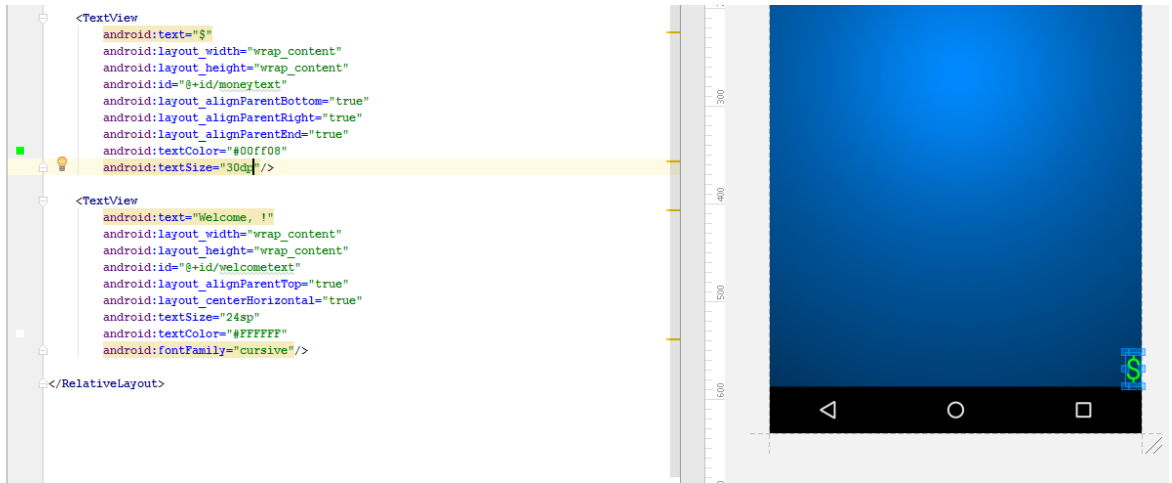 <TextView
android:text="$"
android:layout_width="wrap_content"
android:layout_height="wrap_content"
android:id="@+id/moneytext"
android:layout_alignParentBottom="true"
android:layout_alignParentRight="true"
android:layout_alignParentEnd="true"
android:textColor="#00ff08"
android:textSize="30dp"/>
<TextView
android:text="Welcome, !"
android:layout_width="wrap_content"
android:layout_height="wrap_content"
android:id="@+id/welcometext"
android:layout_alignParentTop="true"
android:layout_centerHorizontal="true"
android:textSize="24sp"
android:textColor="#FFFFFF"
android:fontFamily="cursive"/>
</RelativeLayout>
300
400
500
600
$